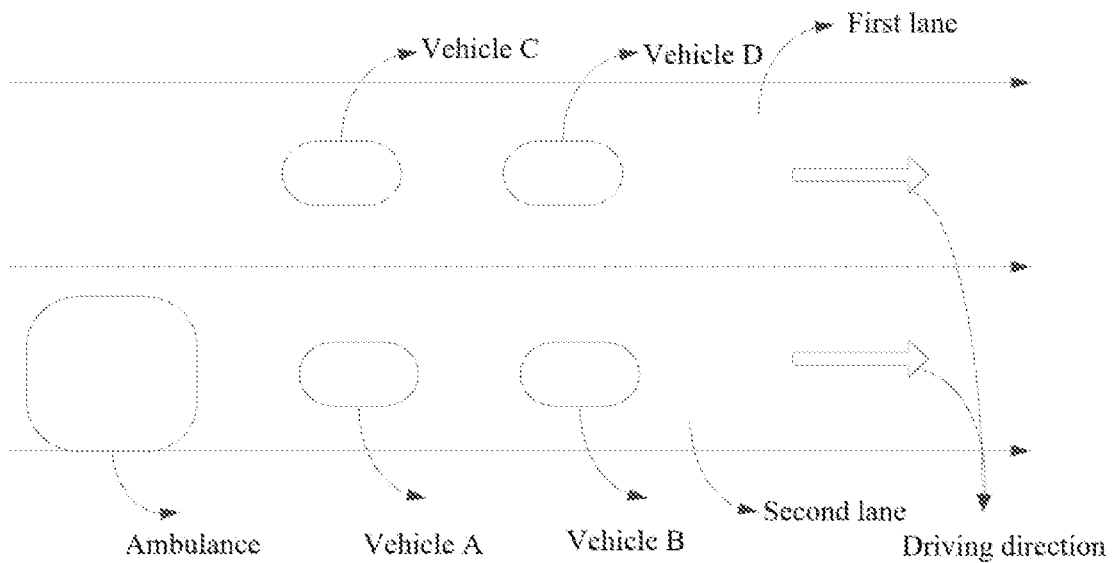 First lane
Vehicle C
Vehicle D
Second lane
Ambulance
Vehicle A
Vehicle B
Driving direction